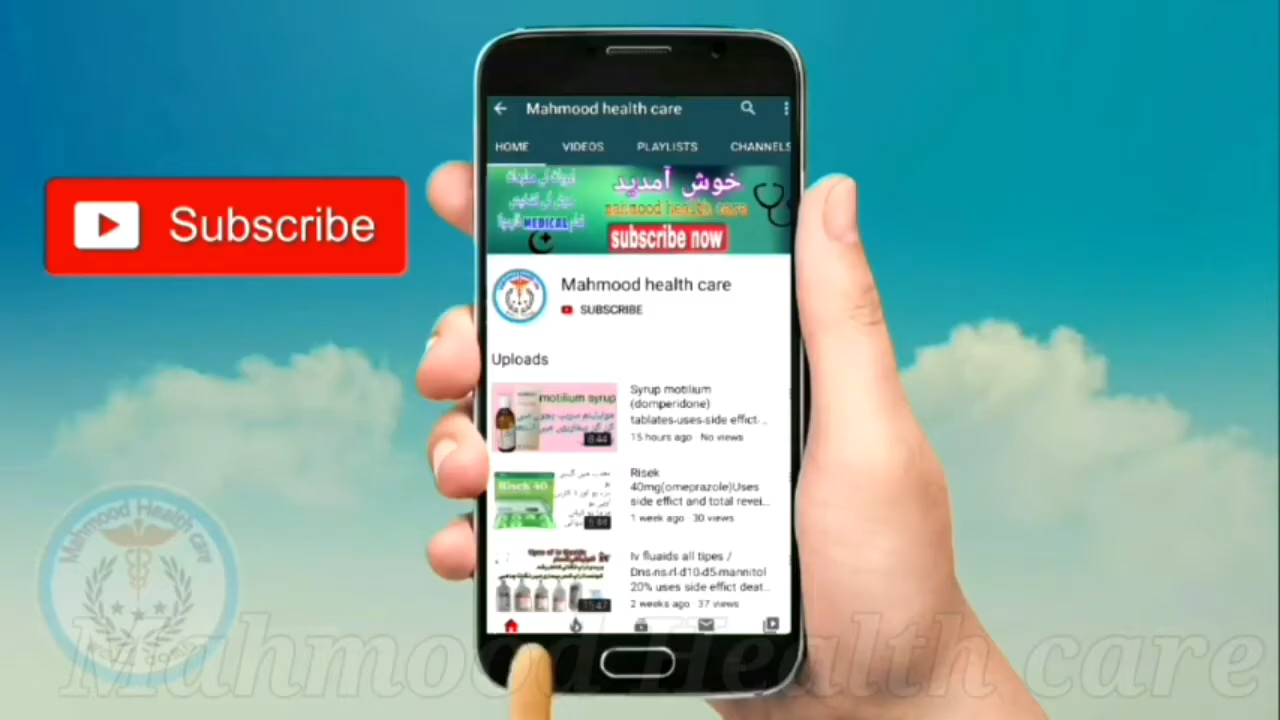 Mahmood health care
HOME VIDEOS PLAYLISTS CHANNELS
خوش آمدید
mahmood health care
MEDICAL
subscribe now
Subscribe
Mahmood health care
SUBSCRIBE
Uploads
motilium syrup
8:44
Syrup motilium
(domperidone)
tablates-uses-side effict-..
15 hours ago · No views
Risek 40
Risek
40mg(omeprazole)Uses
side effict and total revei...
1 week ago · 30 views
Iv fluaids all tipes /
Dns-ns-rl-d10-d5-mannitol
20% uses side effict deat...
2 weeks ago · 37 views
Mahmood Health care
Mahmood Health care